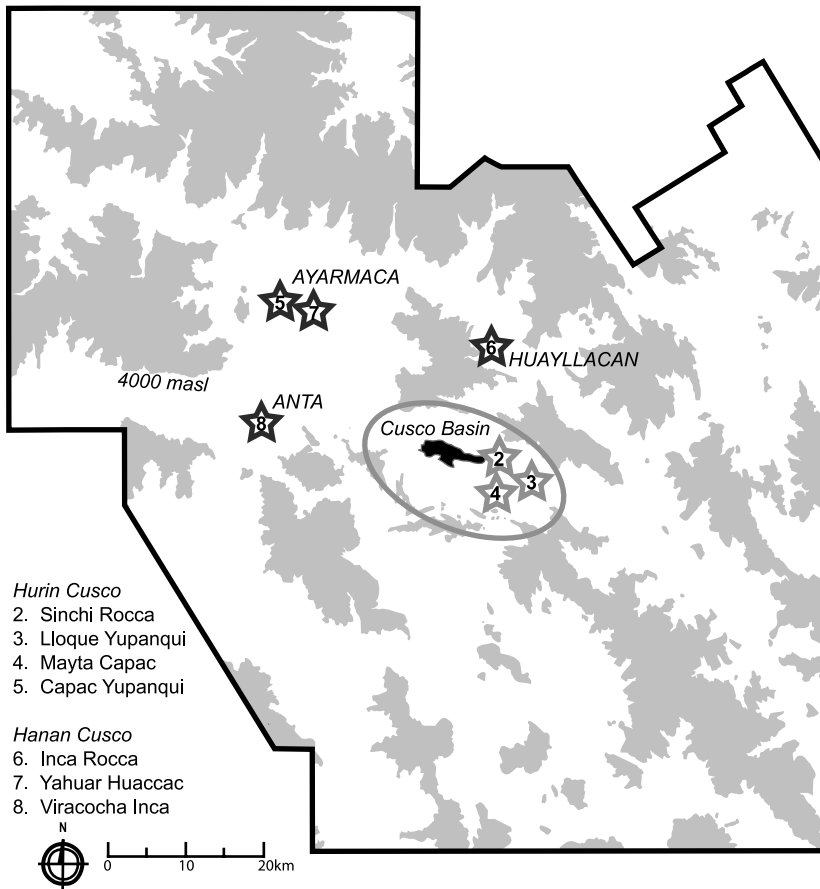 AYARMACA
5
7
6
HUAYLLACAN
4000 masl
ANTA
8
Cusco Basin
2
3
4
Hurin Cusco
2. Sinchi Rocca
3. Lloque Yupanqui
4. Mayta Capac
5. Capac Yupanqui
Hanan Cusco
6. Inca Rocca
7. Yahuar Huaccac
8. Viracocha Inca
N
0 10 20km